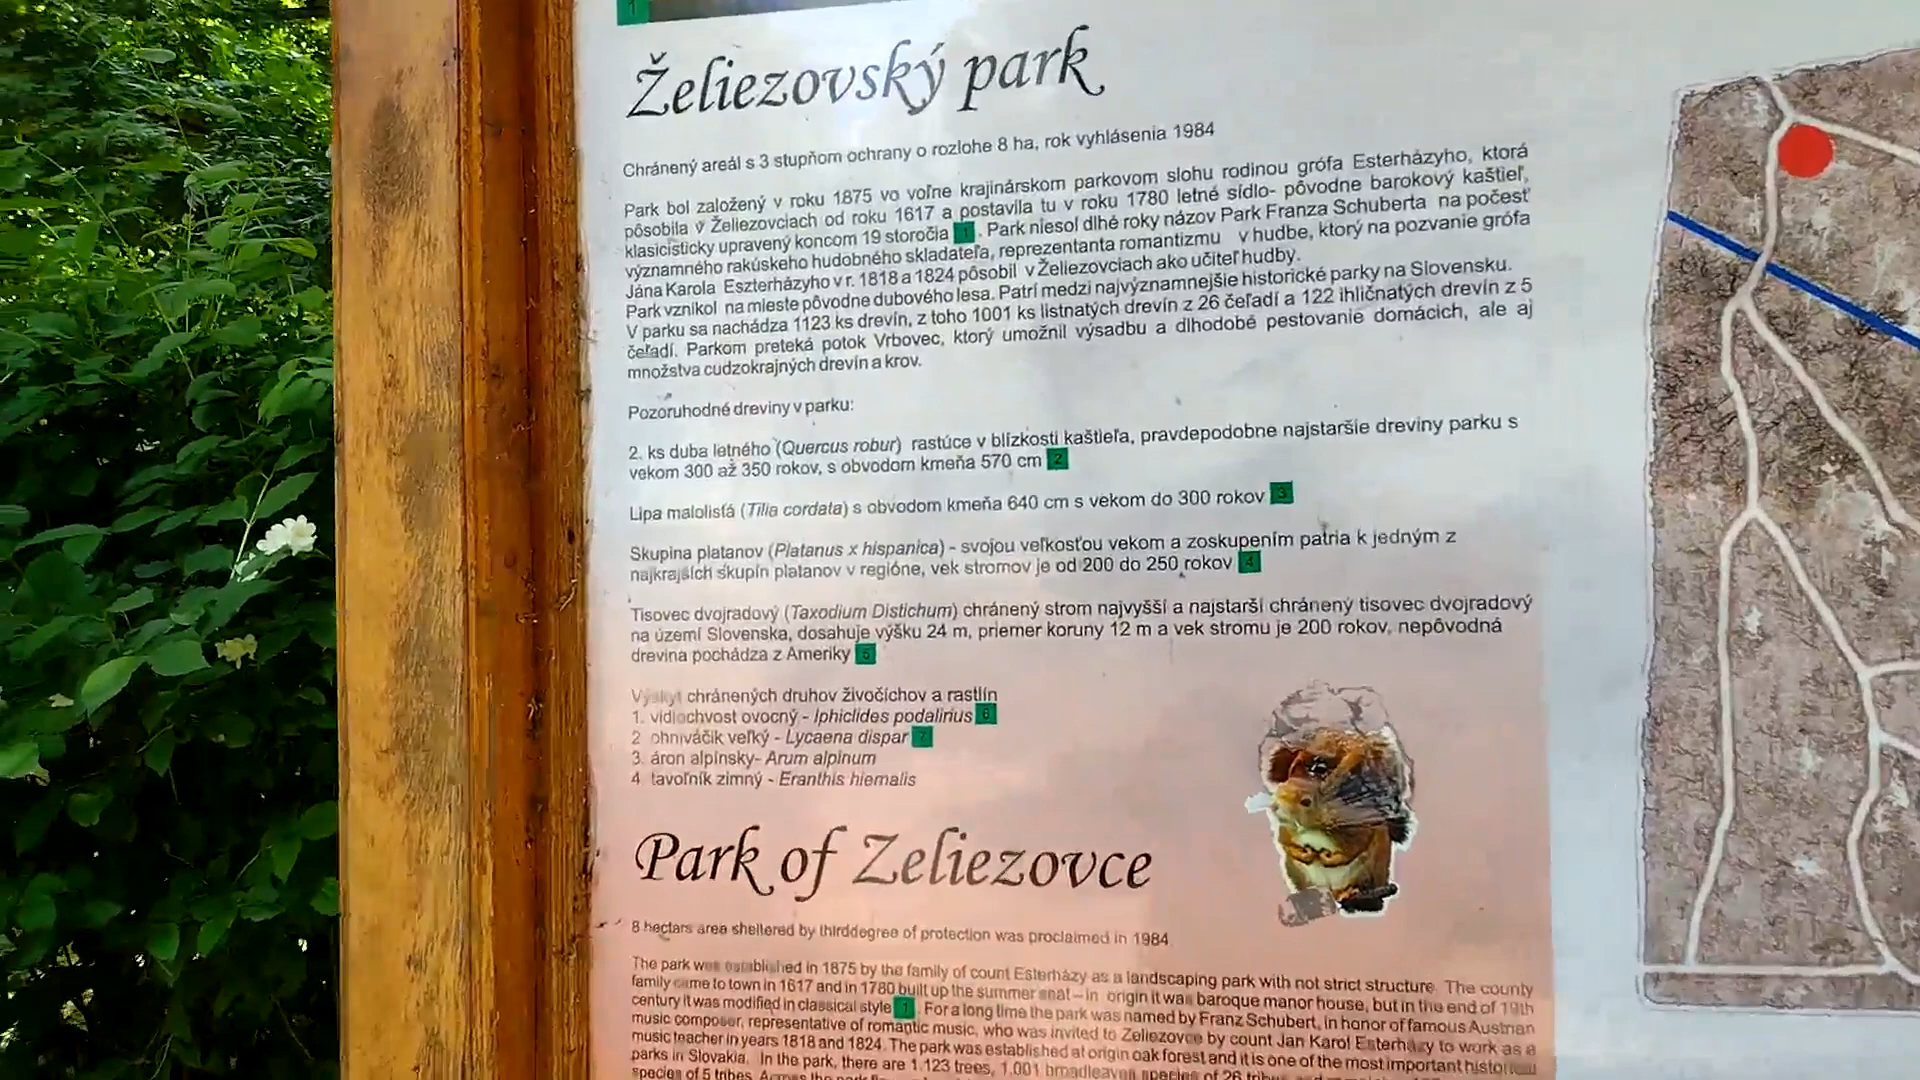 1
Želiezovský park
Chránený areál s 3 stupňom ochrany o rozlohe 8 ha, rok vyhlásenia 1984
Park bol založený v roku 1875 vo voľne krajinárskom parkovom slohu rodinou grófa Esterházyho, ktorá
pôsobila v Želiezovciach od roku 1617 a postavila tu v roku 1780 letné sídlo- pôvodne barokový kaštieľ,
klasicisticky upravený koncom 19 storočia 1 . Park niesol dlhé roky názov Park Franza Schuberta na počesť
významného rakúskeho hudobného skladateľa, reprezentanta romantizmu v hudbe, ktorý na pozvanie grófa
Jána Karola Eszterházyho v r. 1818 a 1824 pôsobil v Želiezovciach ako učiteľ hudby.
Park vznikol na mieste pôvodne dubového lesa. Patrí medzi najvýznamnejšie historické parky na Slovensku.
V parku sa nachádza 1123 ks drevín, z toho 1001 ks listnatých drevín z 26 čeľadí a 122 ihličnatých drevín z 5
čeľadí. Parkom preteká potok Vrbovec, ktorý umožnil výsadbu a dlhodobé pestovanie domácich, ale aj
množstva cudzokrajných drevín a krov.
Pozoruhodné dreviny v parku:
2. ks duba letného (Quercus robur) rastúce v blízkosti kaštieľa, pravdepodobne najstaršie dreviny parku s
vekom 300 až 350 rokov, s obvodom kmeňa 570 cm 2
Lipa malolistá (Tilia cordata) s obvodom kmeňa 640 cm s vekom do 300 rokov 3
Skupina platanov (Platanus x hispanica) - svojou veľkosťou vekom a zoskupením patria k jedným z
najkrajších skupín platanov v regióne, vek stromov je od 200 do 250 rokov 4
Tisovec dvojradový (Taxodium Distichum) chránený strom najvyšší a najstarší chránený tisovec dvojradový
na území Slovenska, dosahuje výšku 24 m, priemer koruny 12 m a vek stromu je 200 rokov, nepôvodná
drevina pochádza z Ameriky 5
Výskyt chránených druhov živočíchov a rastlín
1. vidlochvost ovocný - Iphiclides podalirius 6
2 ohniváčik veľký - Lycaena dispar 7
3. áron alpínsky- Arum alpinum
4 tavoľník zimný - Eranthis hiemalis
Park of Zeliezovce
8 hectars area sheltered by thirddegree of protection was proclaimed in 1984
The park was established in 1875 by the family of count Esterházy as a landscaping park with not strict structure. The county
family came to town in 1617 and in 1780 built up the summer seat – in origin it was baroque manor house, but in the end of 19th
century it was modified in classical style 1 . For a long time the park was named by Franz Schubert, in honor of famous Austrian
music composer, representative of romantic music, who was invited to Zeliezovce by count Jan Karol Esterházy to work as a
music teacher in years 1818 and 1824. The park was established at origin oak forest and it is one of the most important historical
parks in Slovakia. In the park, there are 1.123 trees, 1.001 broadleaves species of 26 tribus
species of 5 tribes. Across the park